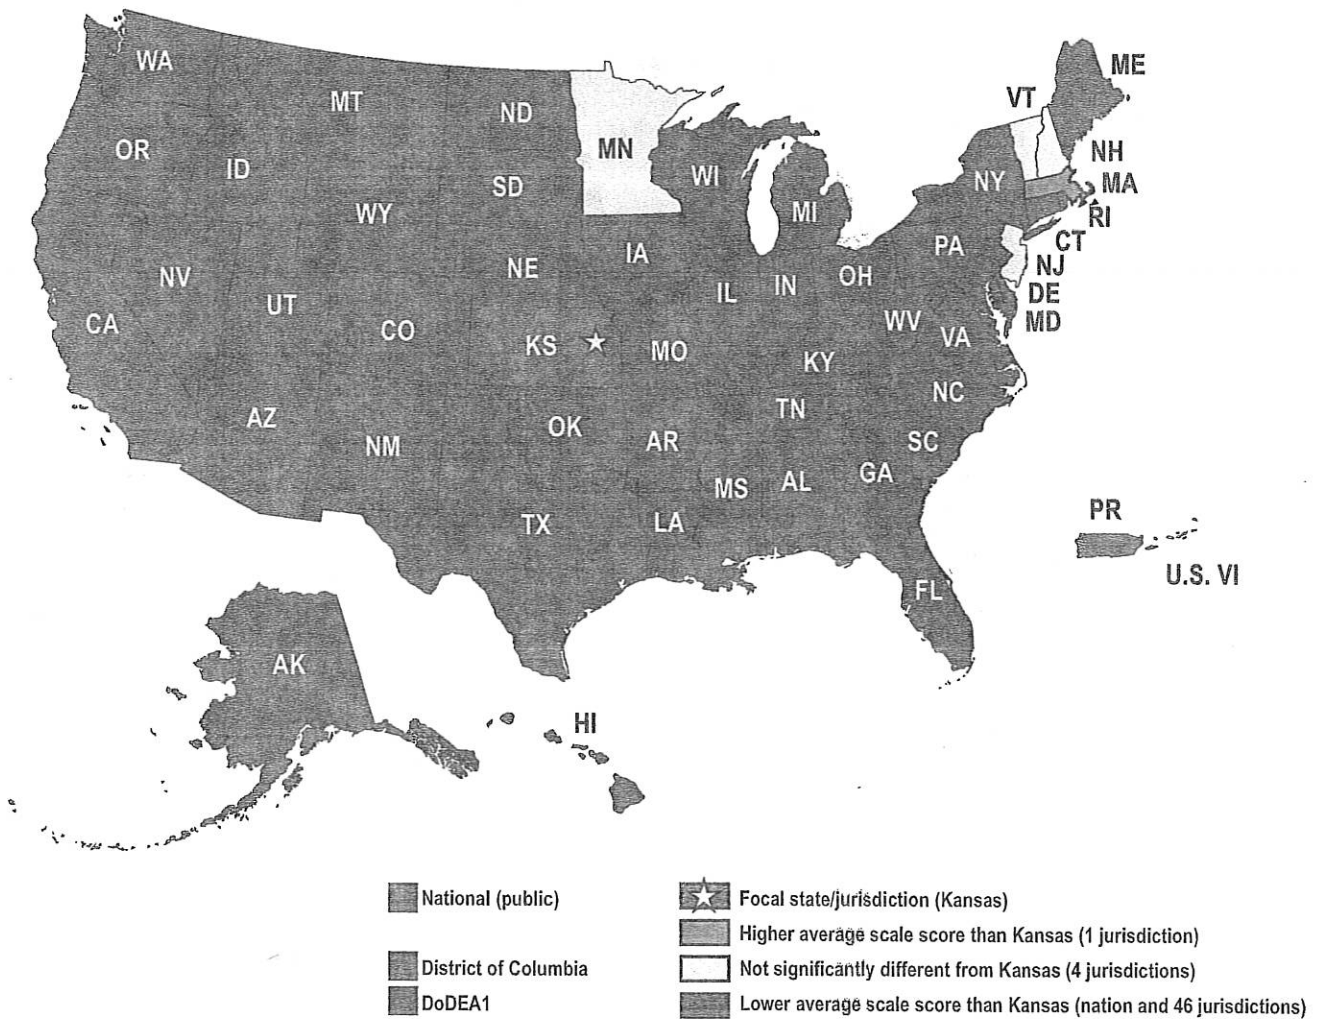 WA
MT
ND
MN
VT
ME
OR
ID
SD
WI
NY
NH
MA
RI
WY
MI
CT
NV
NE
IA
PA
NJ
UT
IL
IN
OH
DE
CA
CO
KS
MO
WV
VA
MD
KY
NC
AZ
NM
OK
AR
TN
SC
MS
AL
GA
TX
LA
PR
FL
U.S. VI
AK
HI
National (public)
District of Columbia
DoDEA1
Focal state/jurisdiction (Kansas)
Higher average scale score than Kansas (1 jurisdiction)
Not significantly different from Kansas (4 jurisdictions)
Lower average scale score than Kansas (nation and 46 jurisdictions)